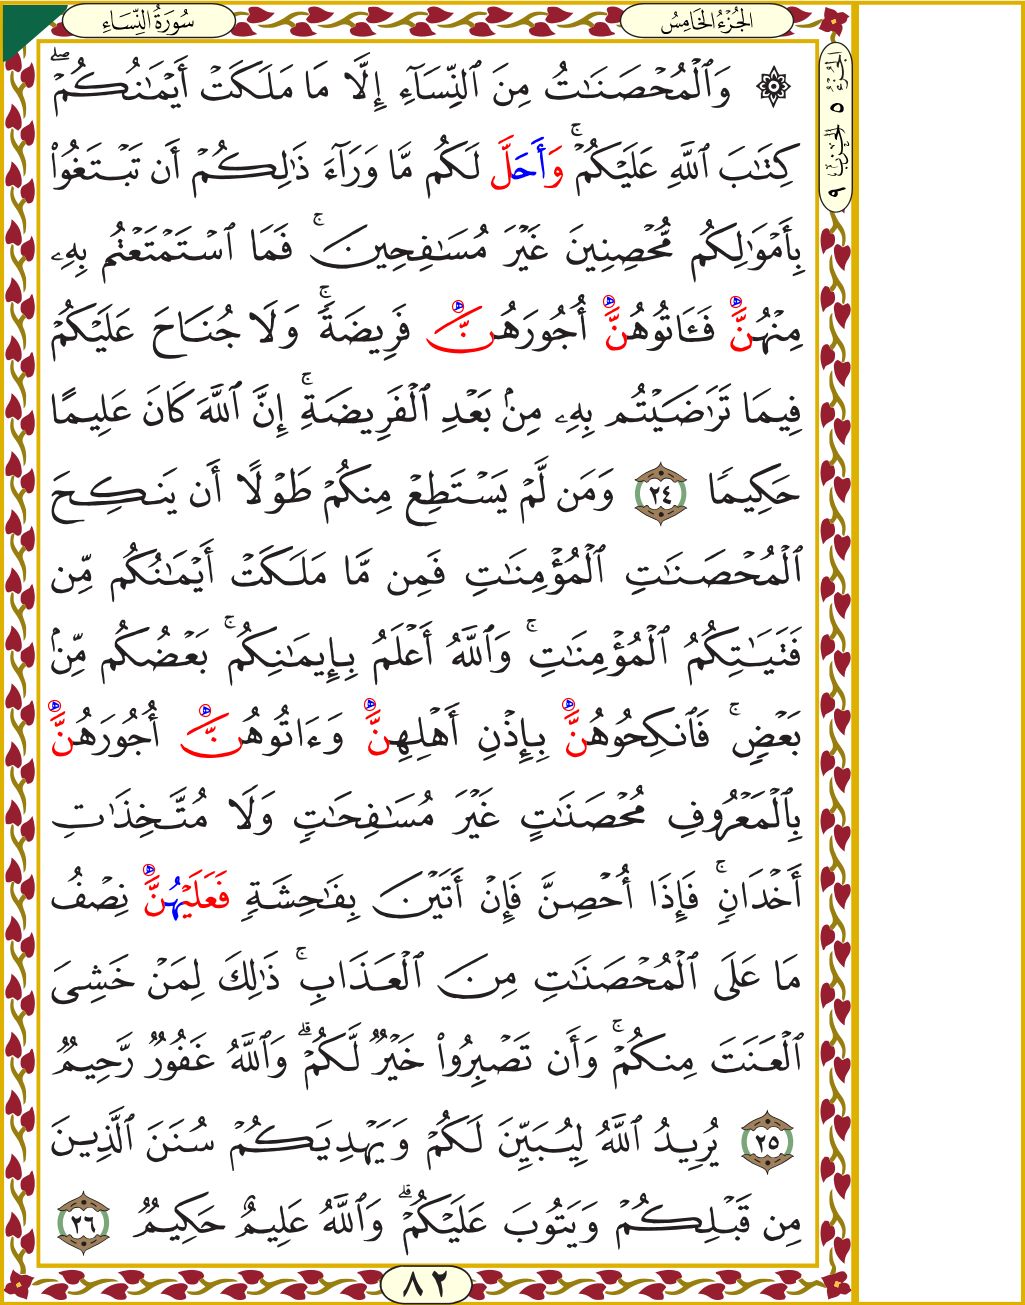 سُورَةُ النِّسَاءِ
الجُزْءُ الخَامِسُ
الجُزْءُ ٥ الحِزْبُ ٩
۞ وَٱلْمُحْصَنَٰتُ مِنَ ٱلنِّسَآءِ إِلَّا مَا مَلَكَتْ أَيْمَٰنُكُمْۖ
كِتَٰبَ ٱللَّهِ عَلَيْكُمْۚ وَأَحَلَّ لَكُم مَّا وَرَآءَ ذَٰلِكُمْ أَن تَبْتَغُوا۟
بِأَمْوَٰلِكُم مُّحْصِنِينَ غَيْرَ مُسَٰفِحِينَۚ فَمَا ٱسْتَمْتَعْتُم بِهِۦ
مِنْهُنَّهْ فَـَٔاتُوهُنَّهْ أُجُورَهُنَّهْ فَرِيضَةًۚ وَلَا جُنَاحَ عَلَيْكُمْ
فِيمَا تَرَٰضَيْتُم بِهِۦ مِنۢ بَعْدِ ٱلْفَرِيضَةِۚ إِنَّ ٱللَّهَ كَانَ عَلِيمًا
حَكِيمًا ٢٤ وَمَن لَّمْ يَسْتَطِعْ مِنكُمْ طَوْلًا أَن يَنكِحَ
ٱلْمُحْصَنَٰتِ ٱلْمُؤْمِنَٰتِ فَمِن مَّا مَلَكَتْ أَيْمَٰنُكُم مِّن
فَتَيَٰتِكُمُ ٱلْمُؤْمِنَٰتِۚ وَٱللَّهُ أَعْلَمُ بِإِيمَٰنِكُمۚ بَعْضُكُم مِّنۢ
بَعْضٍۚ فَٱنكِحُوهُنَّهْ بِإِذْنِ أَهْلِهِنَّهْ وَءَاتُوهُنَّهْ أُجُورَهُنَّهْ
بِٱلْمَعْرُوفِ مُحْصَنَٰتٍ غَيْرَ مُسَٰفِحَٰتٍ وَلَا مُتَّخِذَٰتِ
أَخْدَانٍۚ فَإِذَا أُحْصِنَّ فَإِنْ أَتَيْنَ بِفَٰحِشَةٍ فَعَلَيْهُنَّهْ نِصْفُ
مَا عَلَى ٱلْمُحْصَنَٰتِ مِنَ ٱلْعَذَابِۚ ذَٰلِكَ لِمَنْ خَشِىَ
ٱلْعَنَتَ مِنكُمْۚ وَأَن تَصْبِرُوا۟ خَيْرٌ لَّكُمْۗ وَٱللَّهُ غَفُورٌ رَّحِيمٌ
٢٥ يُرِيدُ ٱللَّهُ لِيُبَيِّنَ لَكُمْ وَيَهْدِيَكُمْ سُنَنَ ٱلَّذِينَ
مِن قَبْلِكُمْ وَيَتُوبَ عَلَيْكُمْۗ وَٱللَّهُ عَلِيمٌ حَكِيمٌ ٢٦
٨٢